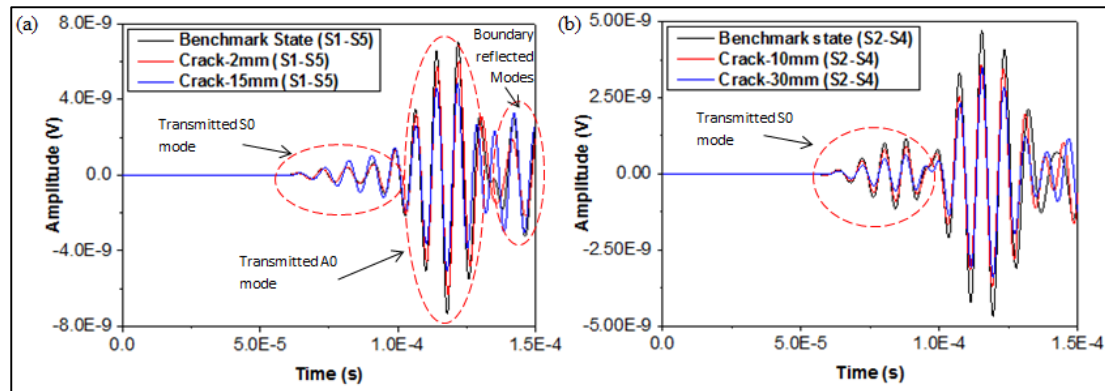 (a)
8.0E-9
4.0E-9
0.0
-4.0E-9
-8.0E-9
Amplitude (V)
Benchmark State (S1-S5)
Crack-2mm (S1-S5)
Crack-15mm (S1-S5)
Boundary
reflected
Modes
Transmitted S0
mode
Transmitted A0
mode
0.0
5.0E-5
1.0E-4
1.5E-4
Time (s)
(b)
5.00E-9
2.50E-9
0.00
-2.50E-9
-5.00E-9
Amplitude (V)
Benchmark state (S2-S4)
Crack-10mm (S2-S4)
Crack-30mm (S2-S4)
Transmitted S0
mode
0.0
5.0E-5
1.0E-4
1.5E-4
Time (s)